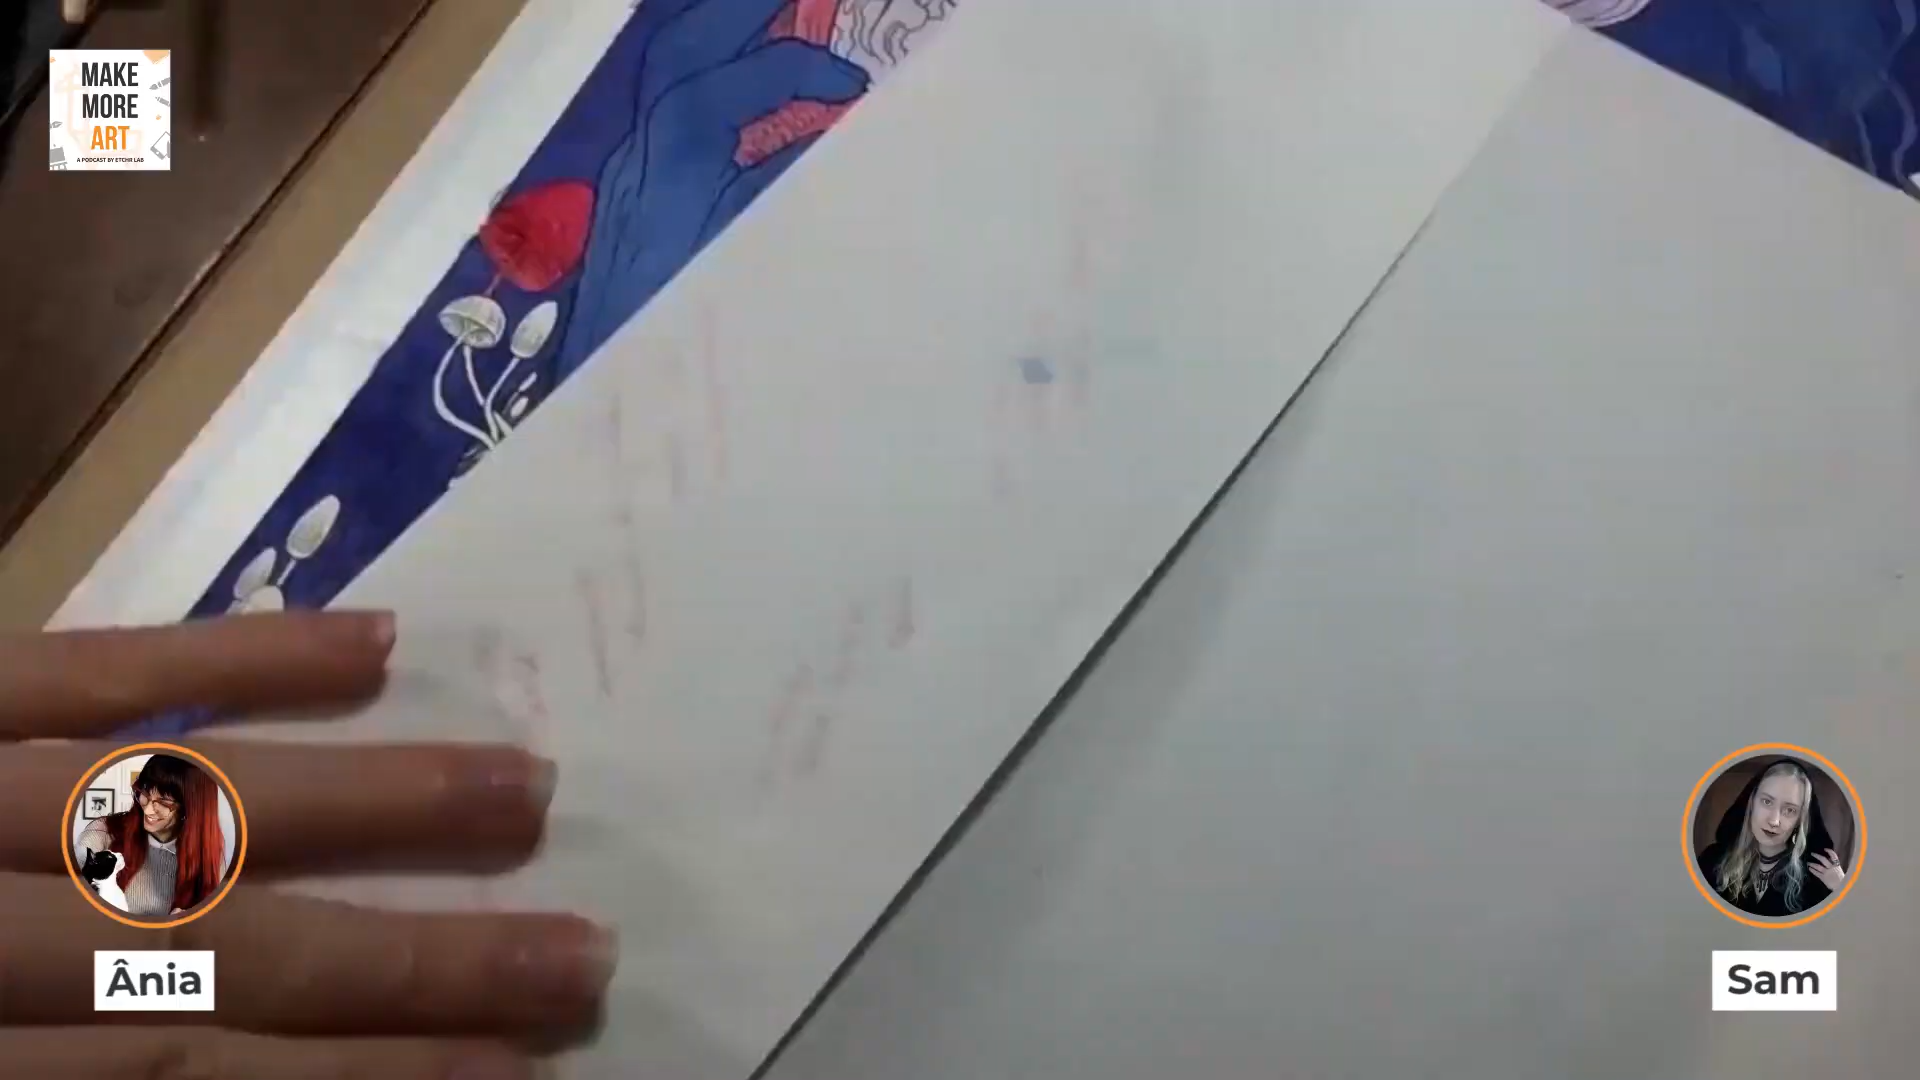 MAKE
MORE
ART
A PODCAST BY ETCHR LAB
Ânia
Sam